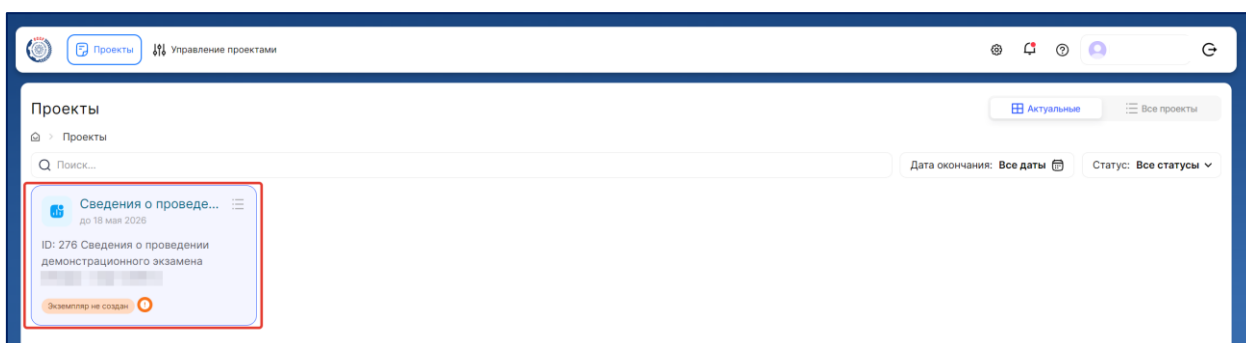 Проекты
Управление проектами
Проекты
Актуальные
Все проекты
Проекты
Поиск...
Дата окончания: Все даты
Статус: Все статусы
Сведения о проведе...
до 18 мая 2026
ID: 276 Сведения о проведении
демонстрационного экзамена
Экземпляр не создан